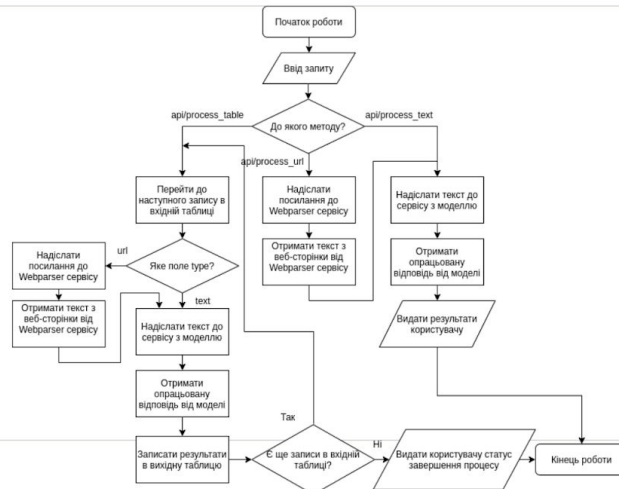 Початок роботи
Ввід запиту
api/process_table
До якого методу?
api/process_text
api/process_url
Перейти до
наступного запису в
вхідній таблиці
Надіслати
посилання до
Webparser сервісу
Надіслати текст до
сервісу з моделлю
Отримати текст з
веб-сторінки від
Webparser сервісу
Отримати
опрацьовану
відповідь від моделі
Надіслати
посилання до
Webparser сервісу
url
Яке поле type?
text
Отримати текст з
веб-сторінки від
Webparser сервісу
Надіслати текст до
сервісу з моделлю
Видати результати
користувачу
Отримати
опрацьовану
відповідь від моделі
Записати результати
в вихідну таблицю
Так
Є ще записи в вхідній
таблиці?
Ні
Видати користувачу статус
завершення процесу
Кінець роботи